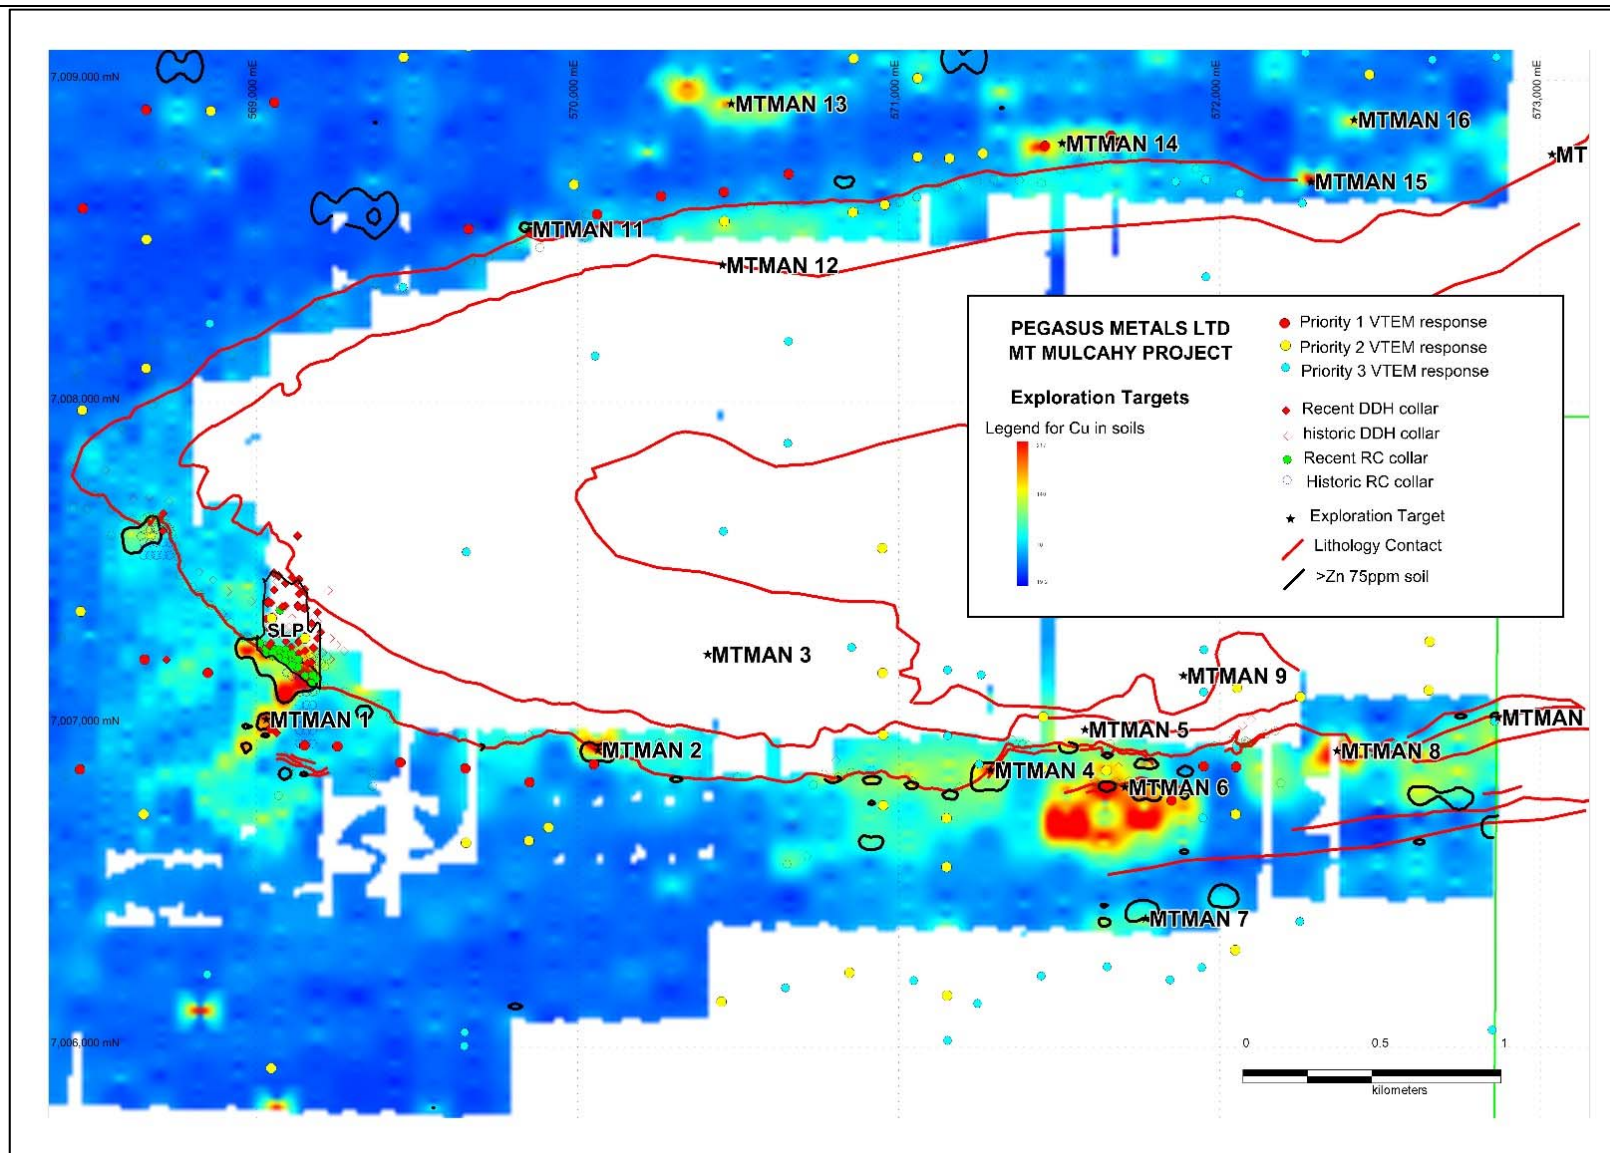 7,009,000 mN
569,000 mE
570,000 mE
571,000 mE
572,000 mE
573,000 mE
MTMAN 13
MTMAN 14
MTMAN 16
MT
MTMAN 15
MTMAN 11
MTMAN 12
PEGASUS METALS LTD
MT MULCAHY PROJECT
Exploration Targets
Legend for Cu in soils
Priority 1 VTEM response
Priority 2 VTEM response
Priority 3 VTEM response
Recent DDH collar
historic DDH collar
Recent RC collar
Historic RC collar
Exploration Target
Lithology Contact
>Zn 75ppm soil
7,008,000 mN
SLP
MTMAN 3
MTMAN 9
7,007,000 mN
MTMAN 1
MTMAN 2
MTMAN 5
MTMAN
MTMAN 8
MTMAN 4
MTMAN 6
MTMAN 7
7,006,000 mN
0 0.5 1
kilometers